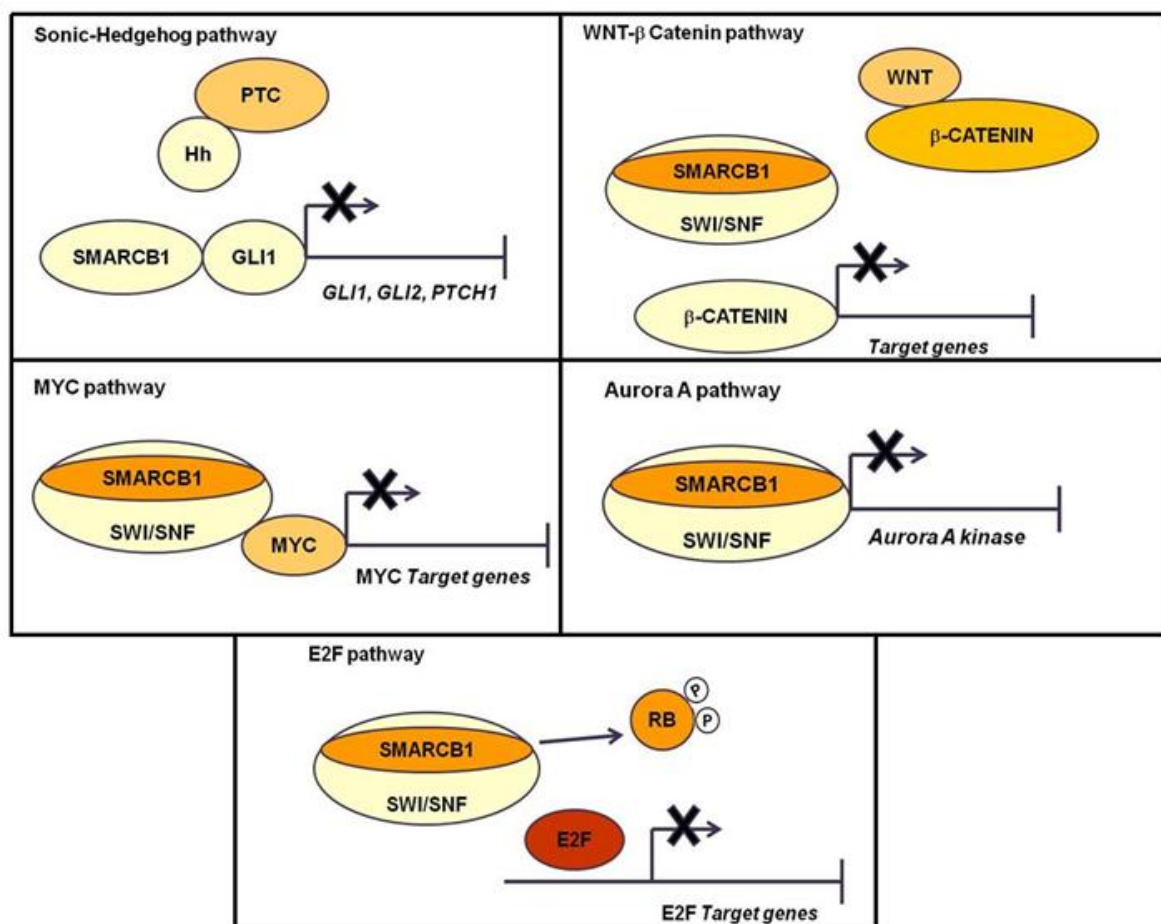 Sonic-Hedgehog pathway
PTC
Hh
SMARCB1
GLI1
GLI1, GLI2, PTCH1
WNT-β Catenin pathway
WNT
β-CATENIN
SMARCB1
SWI/SNF
β-CATENIN
Target genes
MYC pathway
SMARCB1
SWI/SNF
MYC
MYC Target genes
Aurora A pathway
SMARCB1
SWI/SNF
Aurora A kinase
E2F pathway
P
RB
P
SMARCB1
SWI/SNF
E2F
E2F Target genes